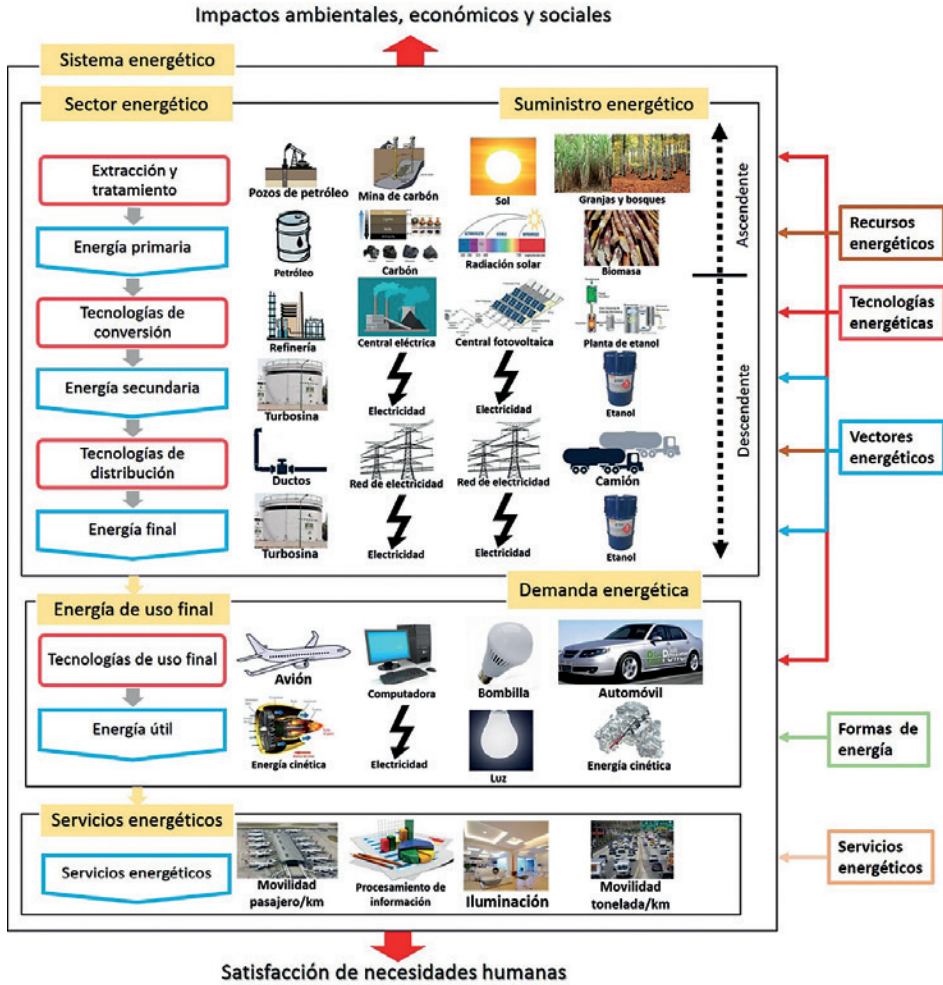 Impactos ambientales, económicos y sociales
Sistema energético
Sector energético
Suministro energético
Extracción y
tratamiento
Pozos de petróleo
Mina de carbón
Sol
Granjas y bosques
Ascendente
Energía primaria
Petróleo
Carbón
Radiación solar
Biomasa
Recursos
energéticos
Tecnologías de
conversión
Refinería
Central eléctrica
Central fotovoltaica
Planta de etanol
Tecnologías
energéticas
Energía secundaria
Turbosina
Electricidad
Electricidad
Etanol
Descendente
Tecnologías de
distribución
Ductos
Red de electricidad
Red de electricidad
Camión
Vectores
energéticos
Energía final
Turbosina
Electricidad
Electricidad
Etanol
Energía de uso final
Demanda energética
Tecnologías de uso final
Avión
Computadora
Bombilla
Automóvil
Energía útil
Energía cinética
Electricidad
Luz
Energía cinética
Formas de
energía
Servicios energéticos
Servicios energéticos
Movilidad
pasajero/km
Procesamiento de
información
Iluminación
Movilidad
tonelada/km
Servicios
energéticos
Satisfacción de necesidades humanas